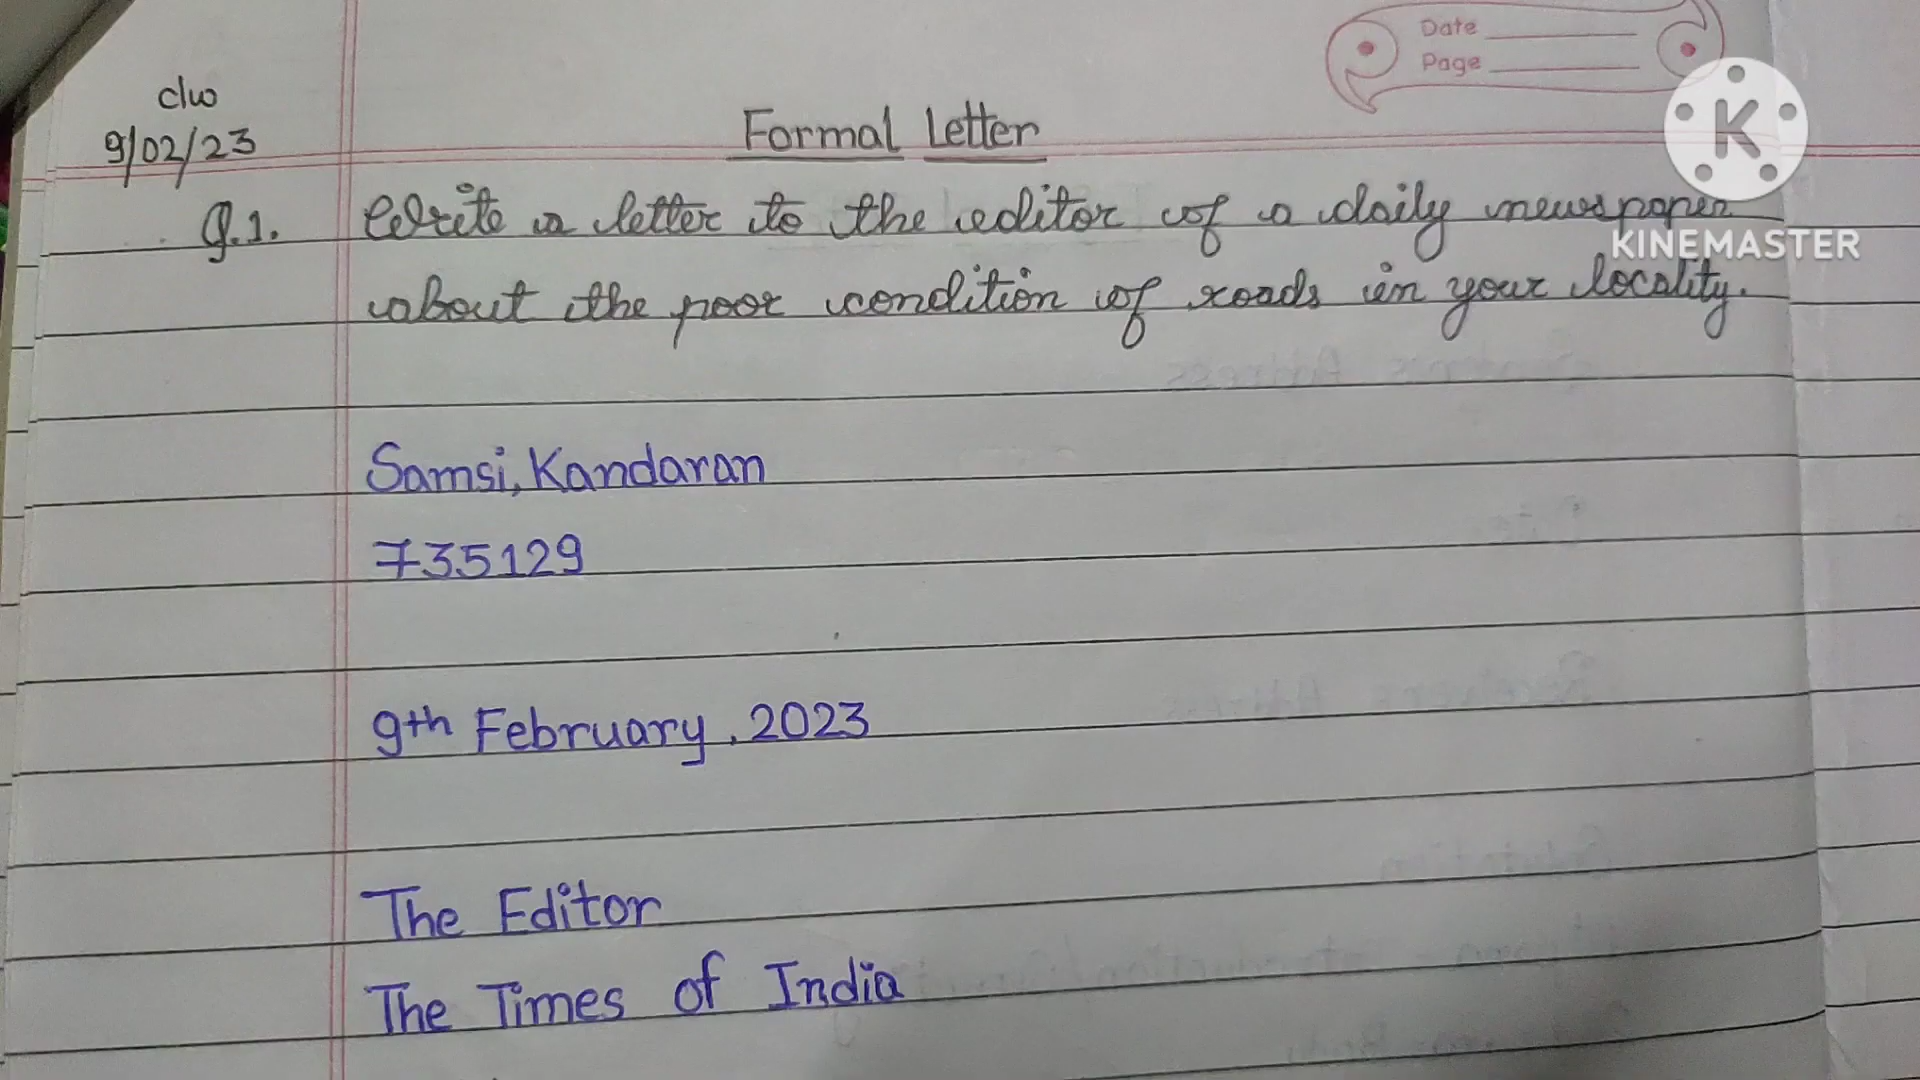 Date
Page
c/w
9/02/23
Formal Letter
K
KINEMASTER
Q.1. Write a letter to the editor of a daily newspaper
about the poor condition of roads in your locality.
Samsi, Kandaran
735129
9th February, 2023
The Editor
The Times of India